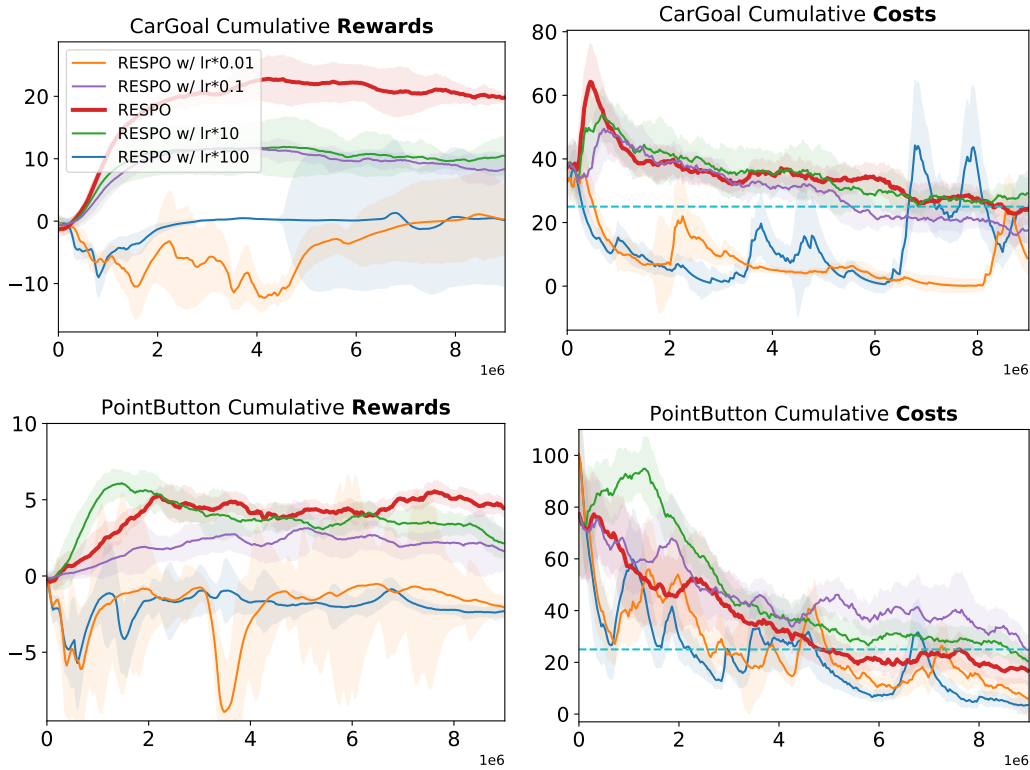 CarGoal Cumulative Rewards
20
10
0
−10
RESPO w/ lr*0.01
RESPO w/ lr*0.1
RESPO
RESPO w/ lr*10
RESPO w/ lr*100
0 2 4 6 8
1e6
CarGoal Cumulative Costs
80
60
40
20
0
0 2 4 6 8
1e6
PointButton Cumulative Rewards
10
5
0
−5
0 2 4 6 8
1e6
PointButton Cumulative Costs
100
80
60
40
20
0
0 2 4 6 8
1e6